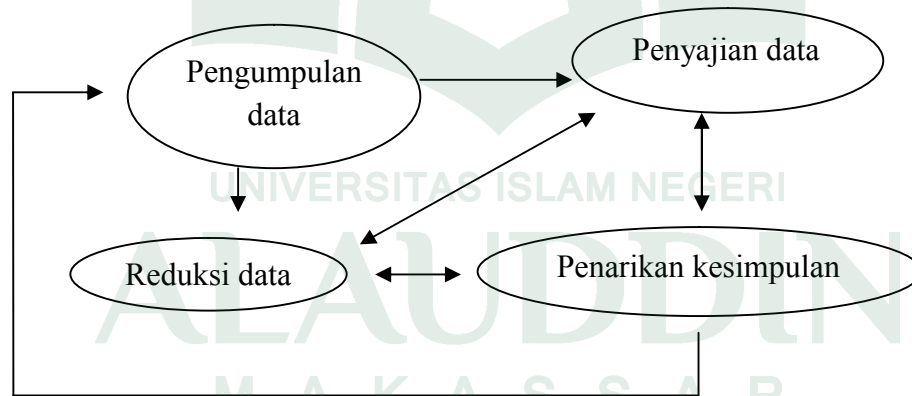 Pengumpulan
data
Penyajian data
UNIVERSITAS ISLAM NEGERI
Reduksi data
Penarikan kesimpulan
ALAUDDIN
M A K A S S A R